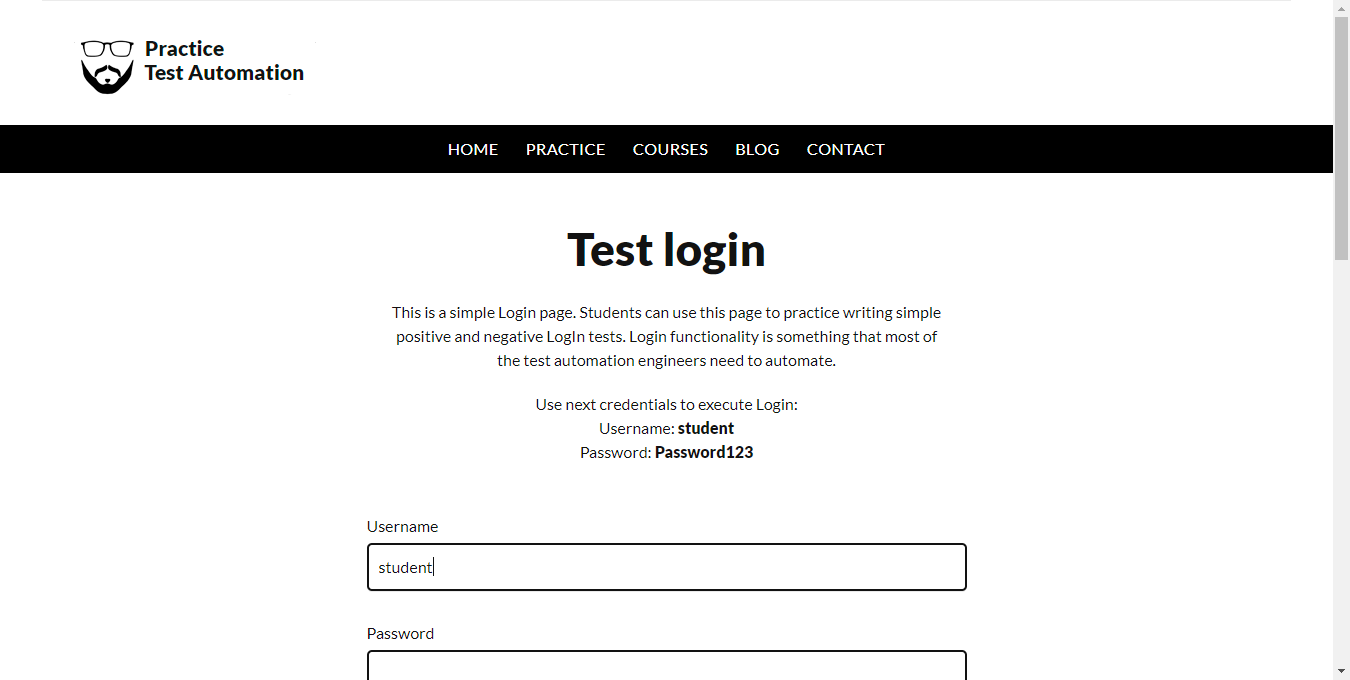 Practice
Test Automation
HOME PRACTICE COURSES BLOG CONTACT
Test login
This is a simple Login page. Students can use this page to practice writing simple
positive and negative LogIn tests. Login functionality is something that most of
the test automation engineers need to automate.
Use next credentials to execute Login:
Username: student
Password: Password123
Username
student
Password